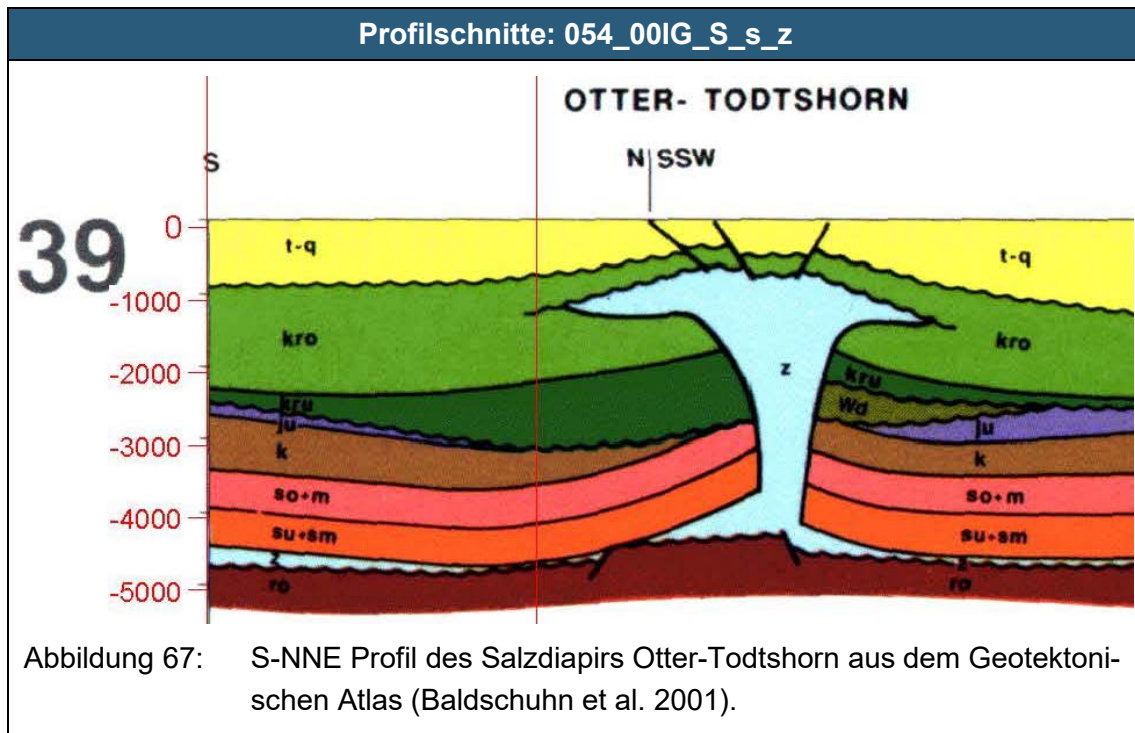 Profilschnitte: 054_00IG_S_s_z
OTTER- TODTSHORN
S
N SSW
39
0
-1000
-2000
-3000
-4000
-5000
t-q
kro
kru
ju
k
so+m
su+sm
z
ro
z
t-q
kro
kru
Wd
ju
k
so+m
su+sm
z
ro
Abbildung 67: S-NNE Profil des Salzdiapirs Otter-Todtshorn aus dem Geotektoni-
schen Atlas (Baldschuhn et al. 2001).